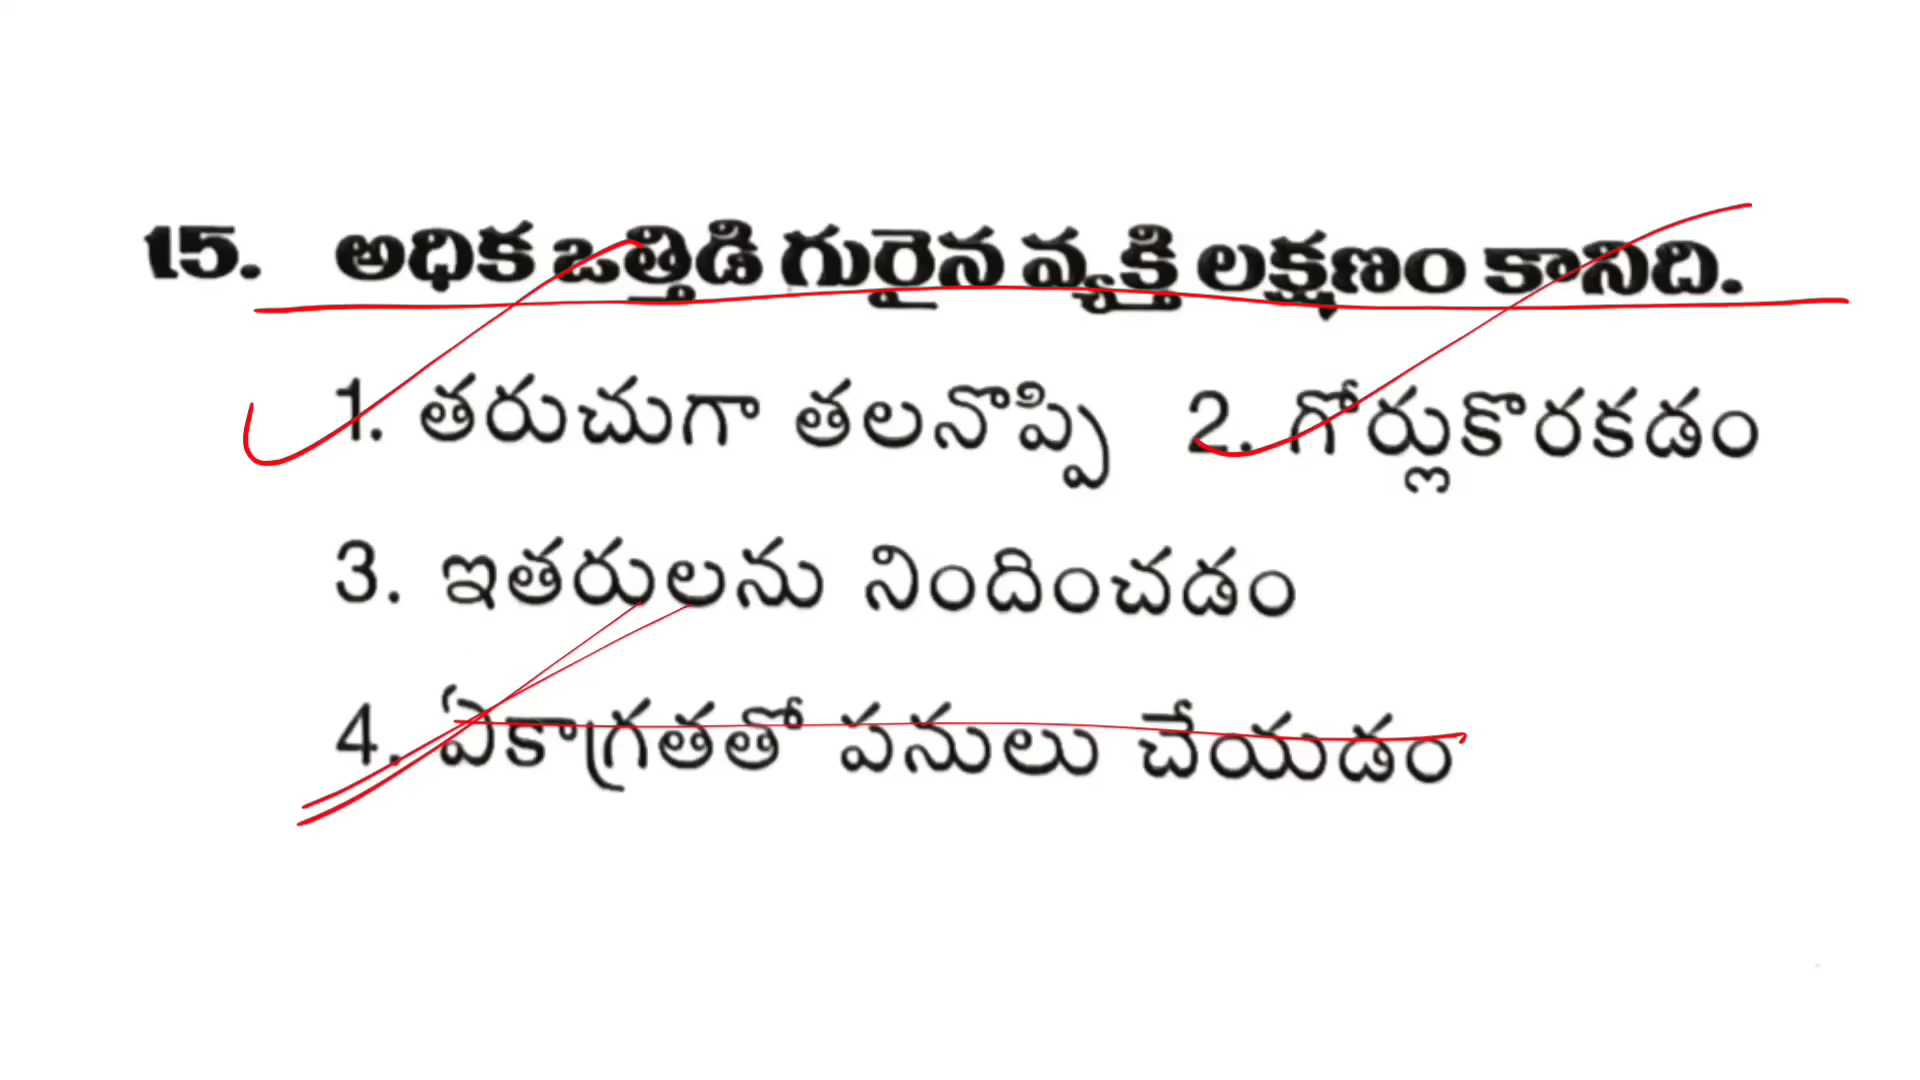 15. అధిక ఒత్తిడి గురైన వ్యక్తి లక్షణం కానిది.
1. తరుచుగా తలనొప్పి 2. గోర్లుకొరకడం
3. ఇతరులను నిందించడం
4. ఏకాగ్రతతో పనులు చేయడం